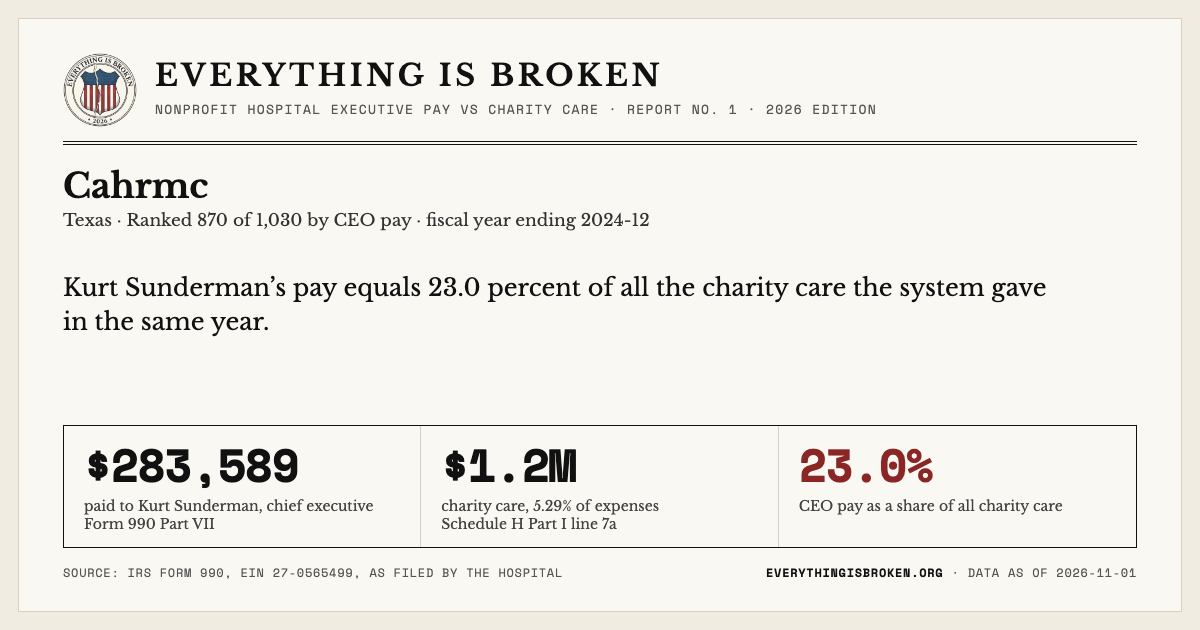 EVERYTHING IS BROKEN
2026
EVERYTHING IS BROKEN
NONPROFIT HOSPITAL EXECUTIVE PAY VS CHARITY CARE · REPORT NO. 1 · 2026 EDITION
Cahrmc
Texas · Ranked 870 of 1,030 by CEO pay · fiscal year ending 2024-12
Kurt Sunderman’s pay equals 23.0 percent of all the charity care the system gave
in the same year.
$283,589
paid to Kurt Sunderman, chief executive
Form 990 Part VII
$1.2M
charity care, 5.29% of expenses
Schedule H Part I line 7a
23.0%
CEO pay as a share of all charity care
SOURCE: IRS FORM 990, EIN 27-0565499, AS FILED BY THE HOSPITAL
EVERYTHINGISBROKEN.ORG · DATA AS OF 2026-11-01